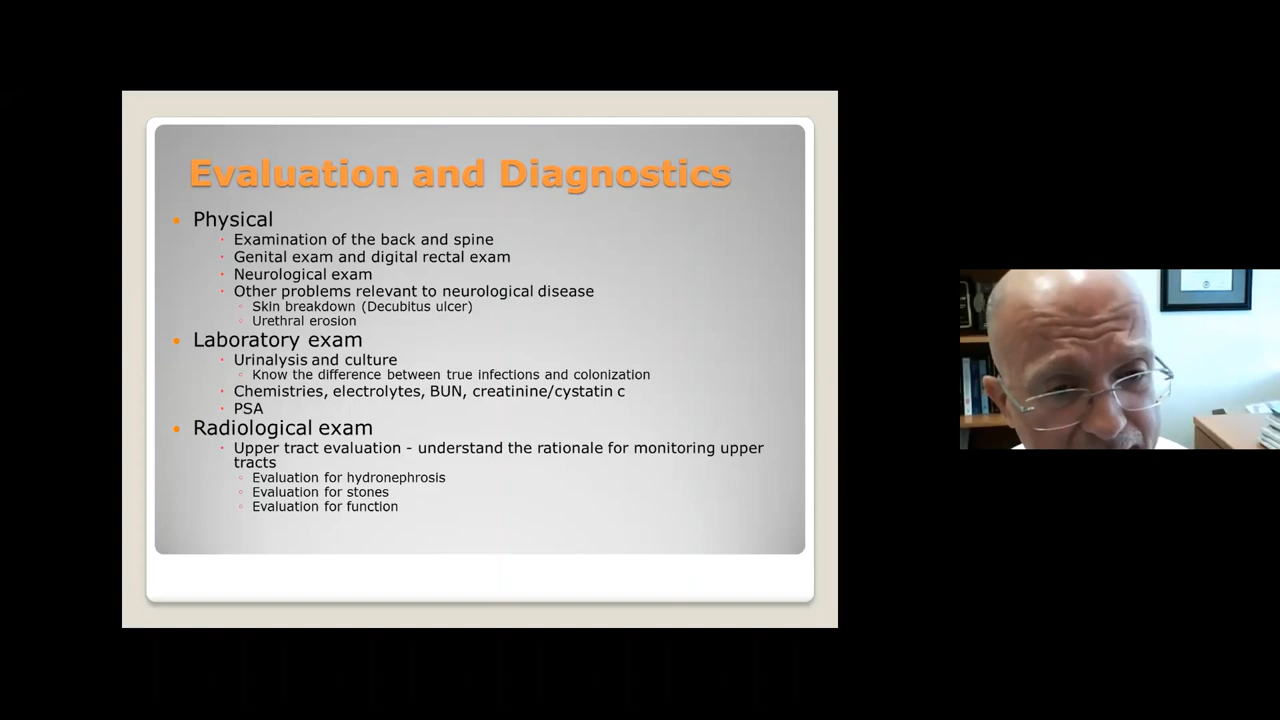 Evaluation and Diagnostics
Physical
Examination of the back and spine
Genital exam and digital rectal exam
Neurological exam
Other problems relevant to neurological disease
Skin breakdown (Decubitus ulcer)
Urethral erosion
Laboratory exam
Urinalysis and culture
Know the difference between true infections and colonization
Chemistries, electrolytes, BUN, creatinine/cystatin c
PSA
Radiological exam
Upper tract evaluation - understand the rationale for monitoring upper
tracts
Evaluation for hydronephrosis
Evaluation for stones
Evaluation for function